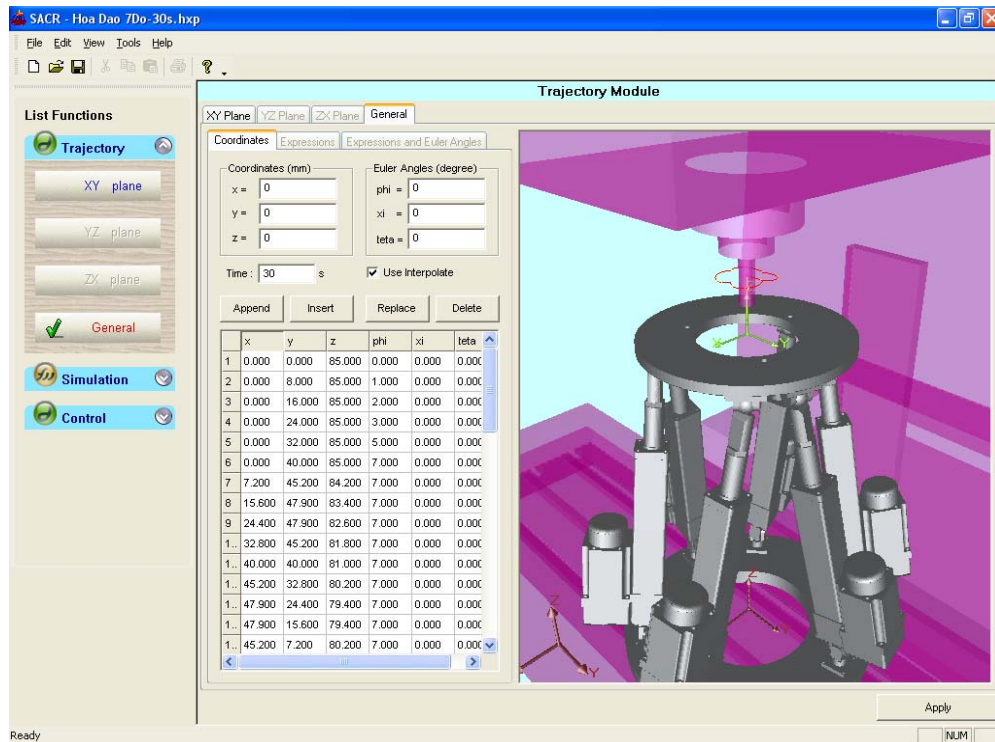 SACR - Hoa Dao 7Do-30s.hxp
File Edit View Tools Help
Trajectory Module
List Functions
XY Plane YZ Plane ZX Plane General
Trajectory
Coordinates Expressions Expressions and Euler Angles
Coordinates (mm) Euler Angles (degree)
XY plane
x = 0 phi = 0
y = 0 xi = 0
YZ plane
z = 0 teta = 0
Time : 30 s Use Interpolate
ZX plane
Append Insert Replace Delete
General
x y z phi xi teta
1 0.000 0.000 85.000 0.000 0.000 0.000
Simulation
2 0.000 8.000 85.000 1.000 0.000 0.000
3 0.000 16.000 85.000 2.000 0.000 0.000
Control
4 0.000 24.000 85.000 3.000 0.000 0.000
5 0.000 32.000 85.000 5.000 0.000 0.000
6 0.000 40.000 85.000 7.000 0.000 0.000
7 7.200 45.200 84.200 7.000 0.000 0.000
8 15.600 47.900 83.400 7.000 0.000 0.000
9 24.400 47.900 82.600 7.000 0.000 0.000
1.. 32.800 45.200 81.800 7.000 0.000 0.000
1.. 40.000 40.000 81.000 7.000 0.000 0.000
1.. 45.200 32.800 80.200 7.000 0.000 0.000
1.. 47.900 24.400 79.400 7.000 0.000 0.000
1.. 47.900 15.600 79.400 7.000 0.000 0.000
1.. 45.200 7.200 80.200 7.000 0.000 0.000
X Y
Z
Z
Y
Apply
Ready NUM